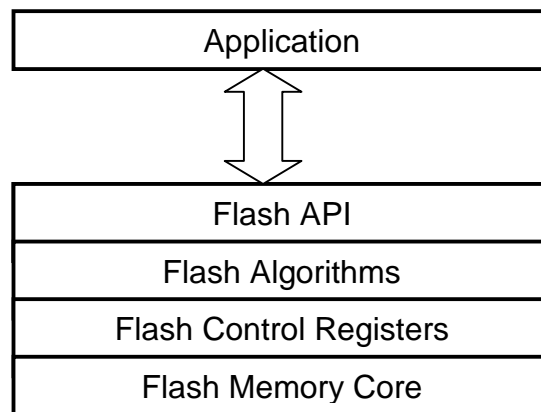 Application
Flash API
Flash Algorithms
Flash Control Registers
Flash Memory Core